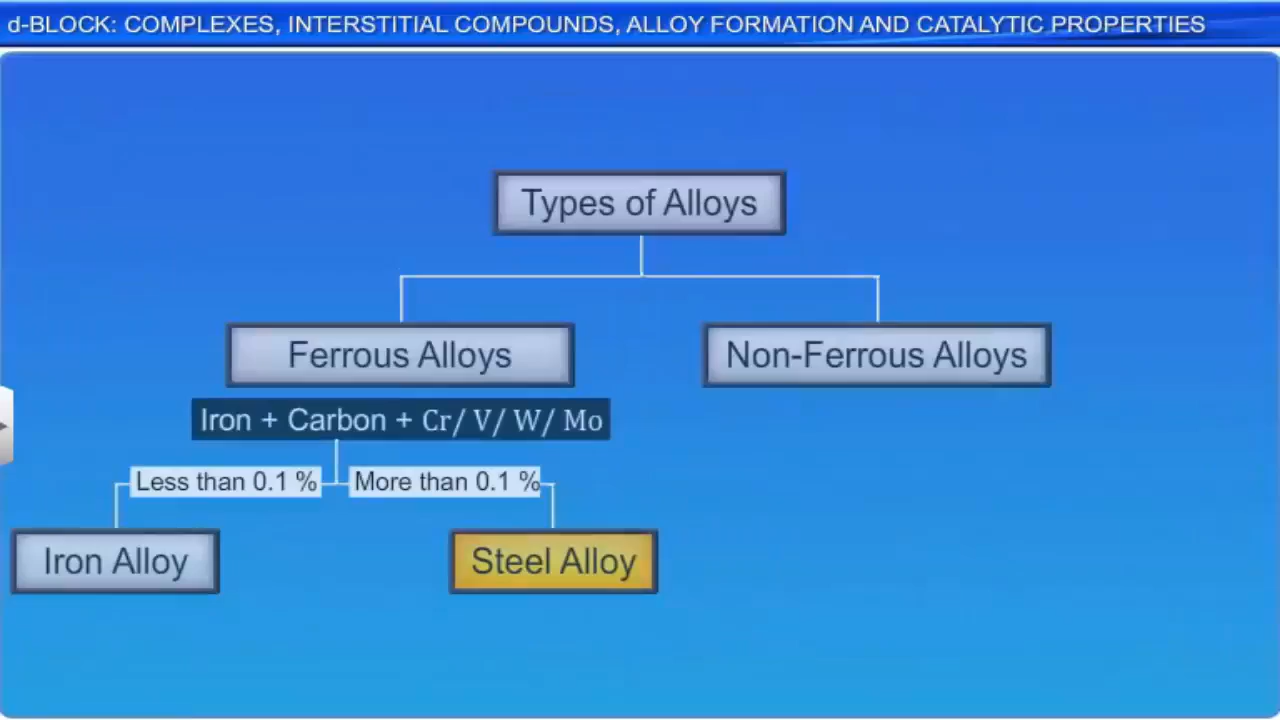 d-BLOCK: COMPLEXES, INTERSTITIAL COMPOUNDS, ALLOY FORMATION AND CATALYTIC PROPERTIES
Types of Alloys
Ferrous Alloys
Non-Ferrous Alloys
Iron + Carbon + Cr/ V/ W/ Mo
Less than 0.1 %
More than 0.1 %
Iron Alloy
Steel Alloy